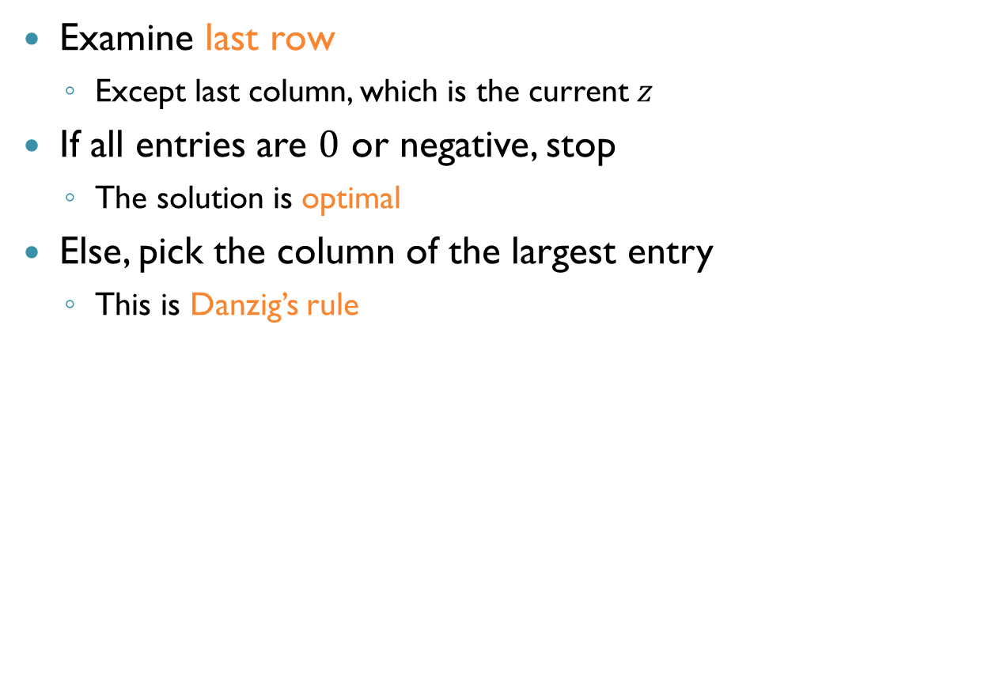 • Examine last row
◦ Except last column, which is the current z
• If all entries are 0 or negative, stop
◦ The solution is optimal
• Else, pick the column of the largest entry
◦ This is Danzig’s rule